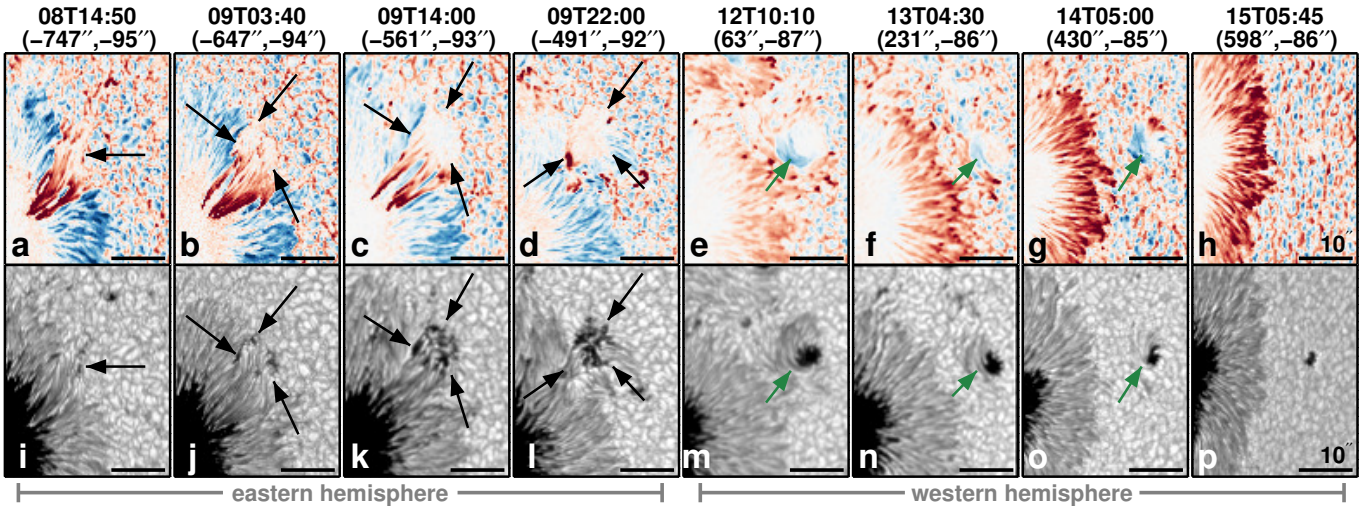 08T14:50 09T03:40 09T14:00 09T22:00 12T10:10 13T04:30 14T05:00 15T05:45
(−747″,−95″) (−647″,−94″) (−561″,−93″) (−491″,−92″) (63″,−87″) (231″,−86″) (430″,−85″) (598″,−86″)
a b c d e f g h 10″
i j k l m n o p 10″
eastern hemisphere western hemisphere